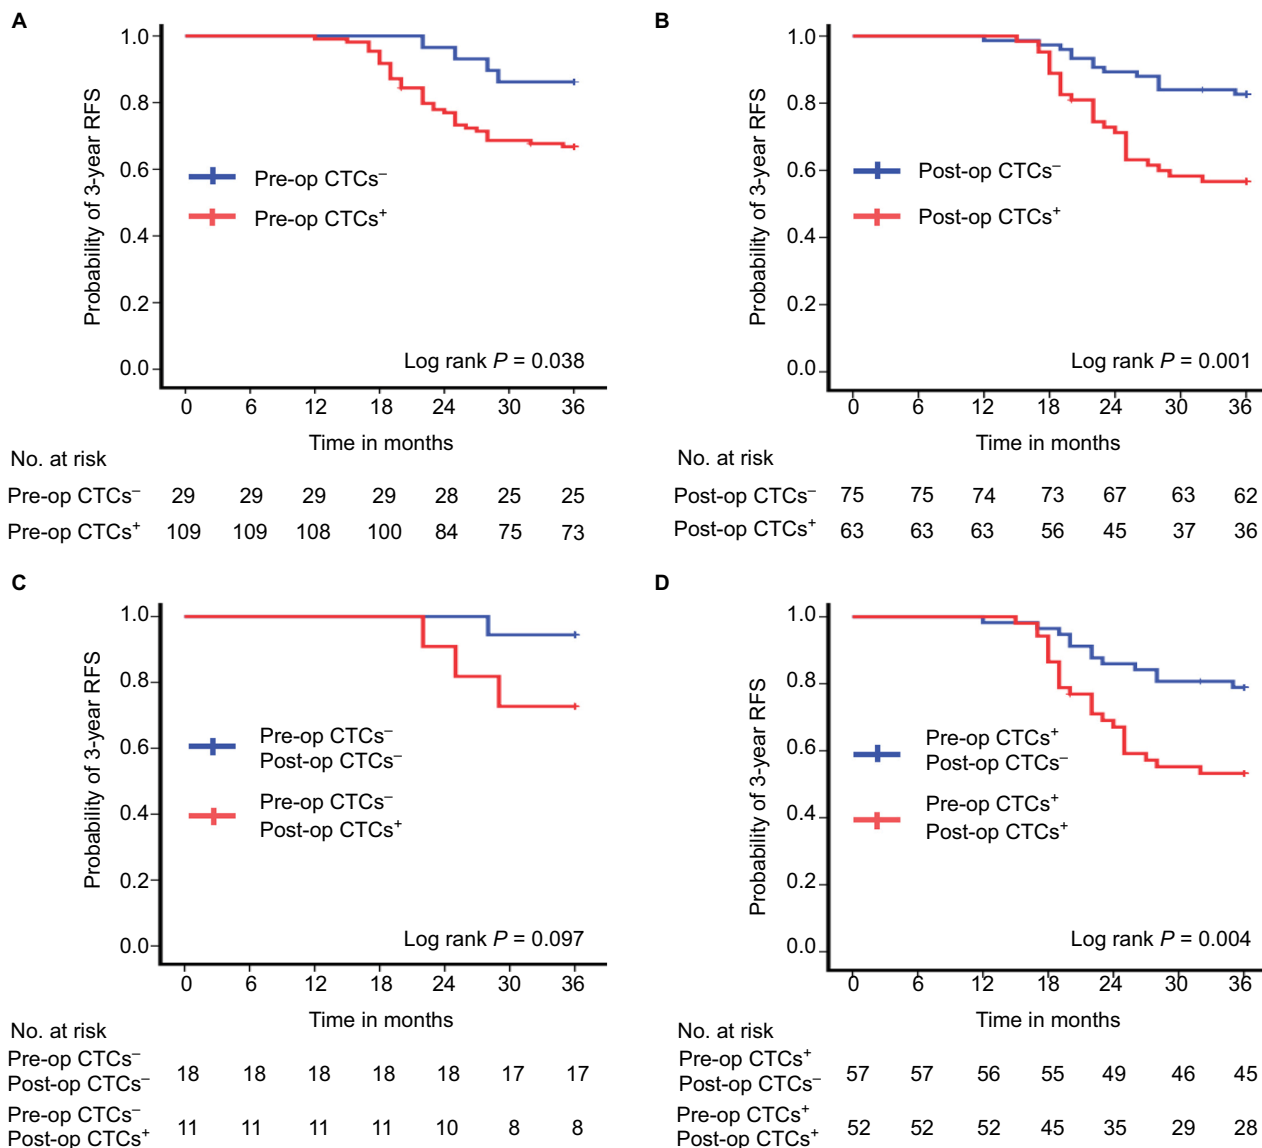 A
Probability of 3-year RFS
1.0
0.8
0.6
0.4
0.2
0.0
Pre-op CTCs⁻
Pre-op CTCs⁺
Log rank P = 0.038
0 6 12 18 24 30 36
Time in months
No. at risk
Pre-op CTCs⁻ 29 29 29 29 28 25 25
Pre-op CTCs⁺ 109 109 108 100 84 75 73
B
Probability of 3-year RFS
1.0
0.8
0.6
0.4
0.2
0.0
Post-op CTCs⁻
Post-op CTCs⁺
Log rank P = 0.001
0 6 12 18 24 30 36
Time in months
No. at risk
Post-op CTCs⁻ 75 75 74 73 67 63 62
Post-op CTCs⁺ 63 63 63 56 45 37 36
C
Probability of 3-year RFS
1.0
0.8
0.6
0.4
0.2
0.0
Pre-op CTCs⁻
Post-op CTCs⁻
Pre-op CTCs⁻
Post-op CTCs⁺
Log rank P = 0.097
0 6 12 18 24 30 36
Time in months
No. at risk
Pre-op CTCs⁻
Post-op CTCs⁻ 18 18 18 18 18 17 17
Pre-op CTCs⁻
Post-op CTCs⁺ 11 11 11 11 10 8 8
D
Probability of 3-year RFS
1.0
0.8
0.6
0.4
0.2
0.0
Pre-op CTCs⁺
Post-op CTCs⁻
Pre-op CTCs⁺
Post-op CTCs⁺
Log rank P = 0.004
0 6 12 18 24 30 36
Time in months
No. at risk
Pre-op CTCs⁺
Post-op CTCs⁻ 57 57 56 55 49 46 45
Pre-op CTCs⁺
Post-op CTCs⁺ 52 52 52 45 35 29 28